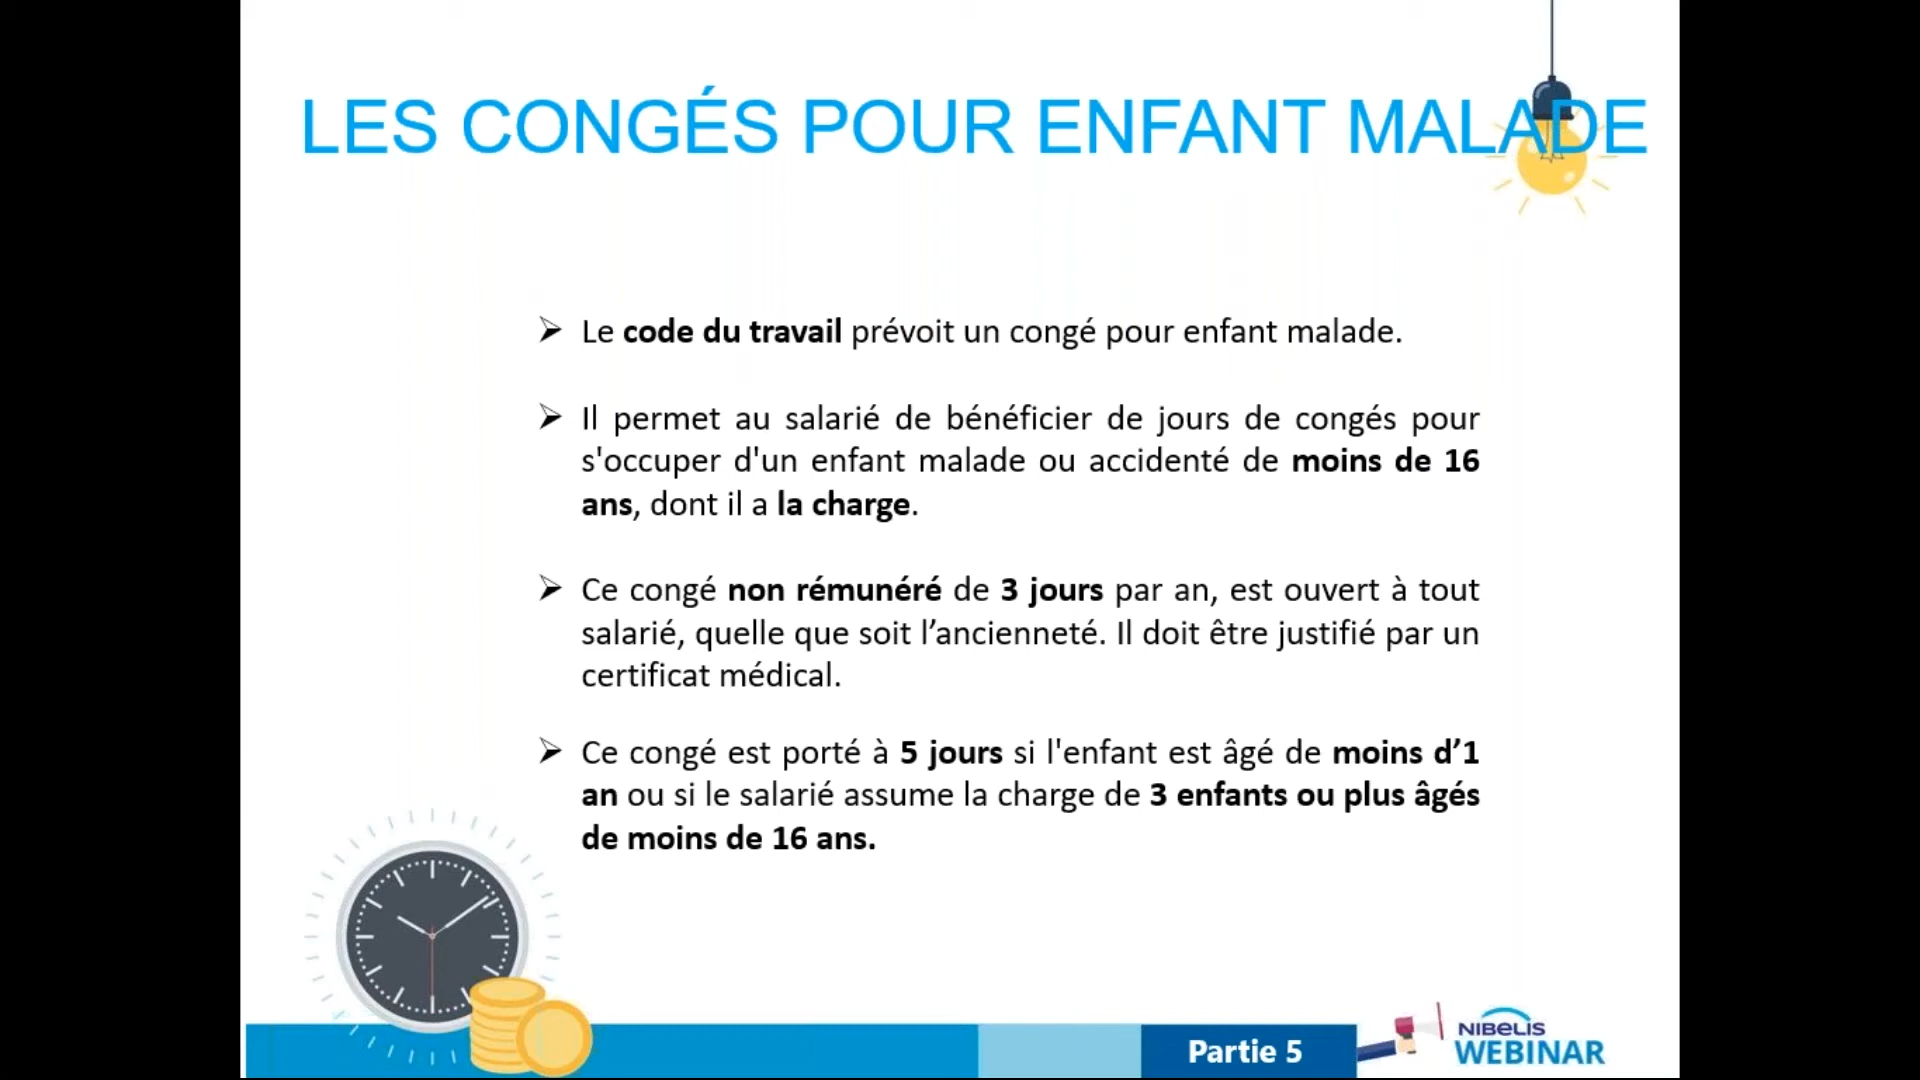 LES CONGÉS POUR ENFANT MALADE
➢ Le code du travail prévoit un congé pour enfant malade.
➢ Il permet au salarié de bénéficier de jours de congés pour
s'occuper d'un enfant malade ou accidenté de moins de 16
ans, dont il a la charge.
➢ Ce congé non rémunéré de 3 jours par an, est ouvert à tout
salarié, quelle que soit l’ancienneté. Il doit être justifié par un
certificat médical.
➢ Ce congé est porté à 5 jours si l'enfant est âgé de moins d’1
an ou si le salarié assume la charge de 3 enfants ou plus âgés
de moins de 16 ans.
Partie 5
NIBELIS
WEBINAR